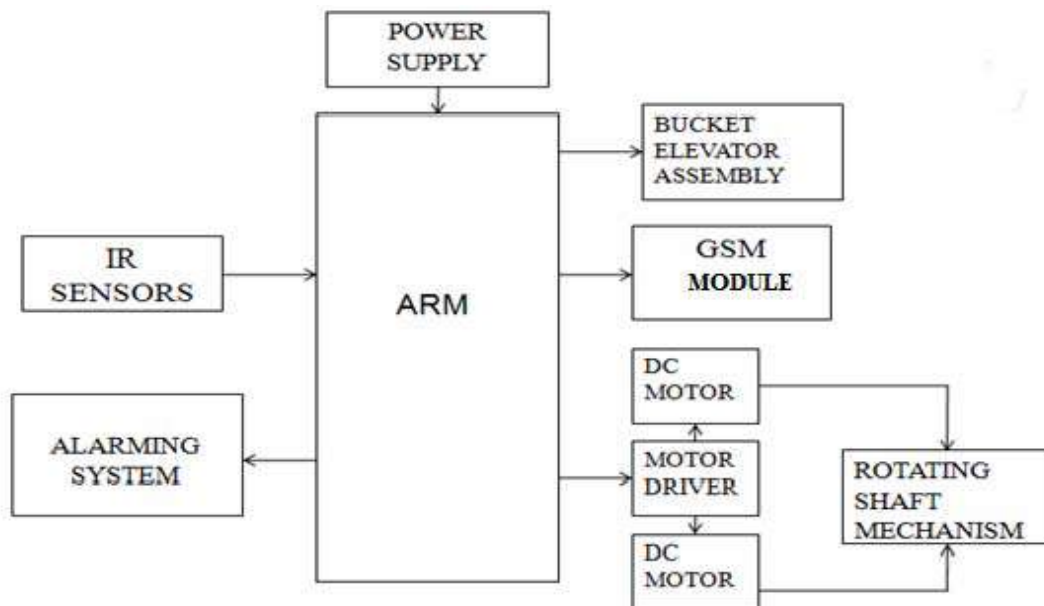 POWER
SUPPLY
BUCKET
ELEVATOR
ASSEMBLY
IR
SENSORS
GSM
MODULE
ARM
ALARMING
SYSTEM
DC
MOTOR
MOTOR
DRIVER
DC
MOTOR
ROTATING
SHAFT
MECHANISM